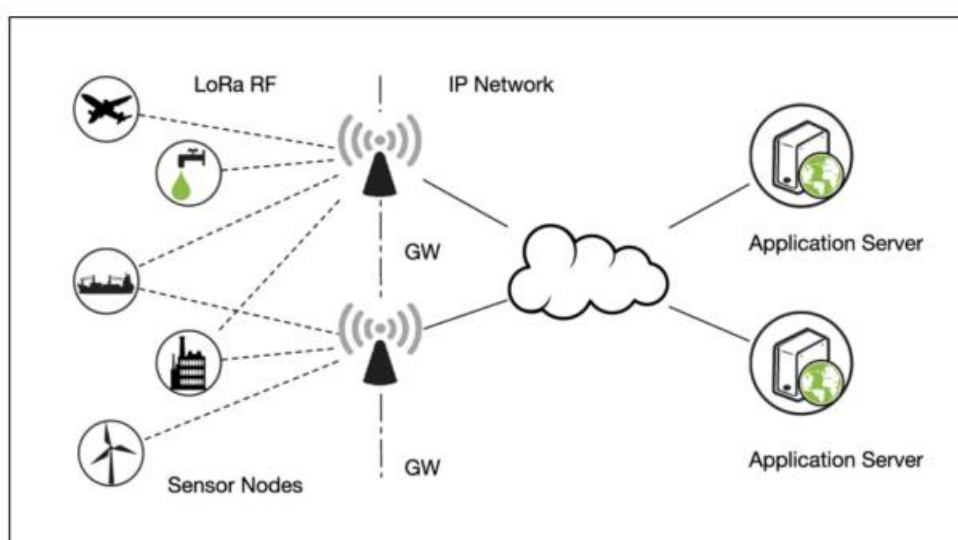 LoRa RF
IP Network
GW
Application Server
GW
Application Server
Sensor Nodes